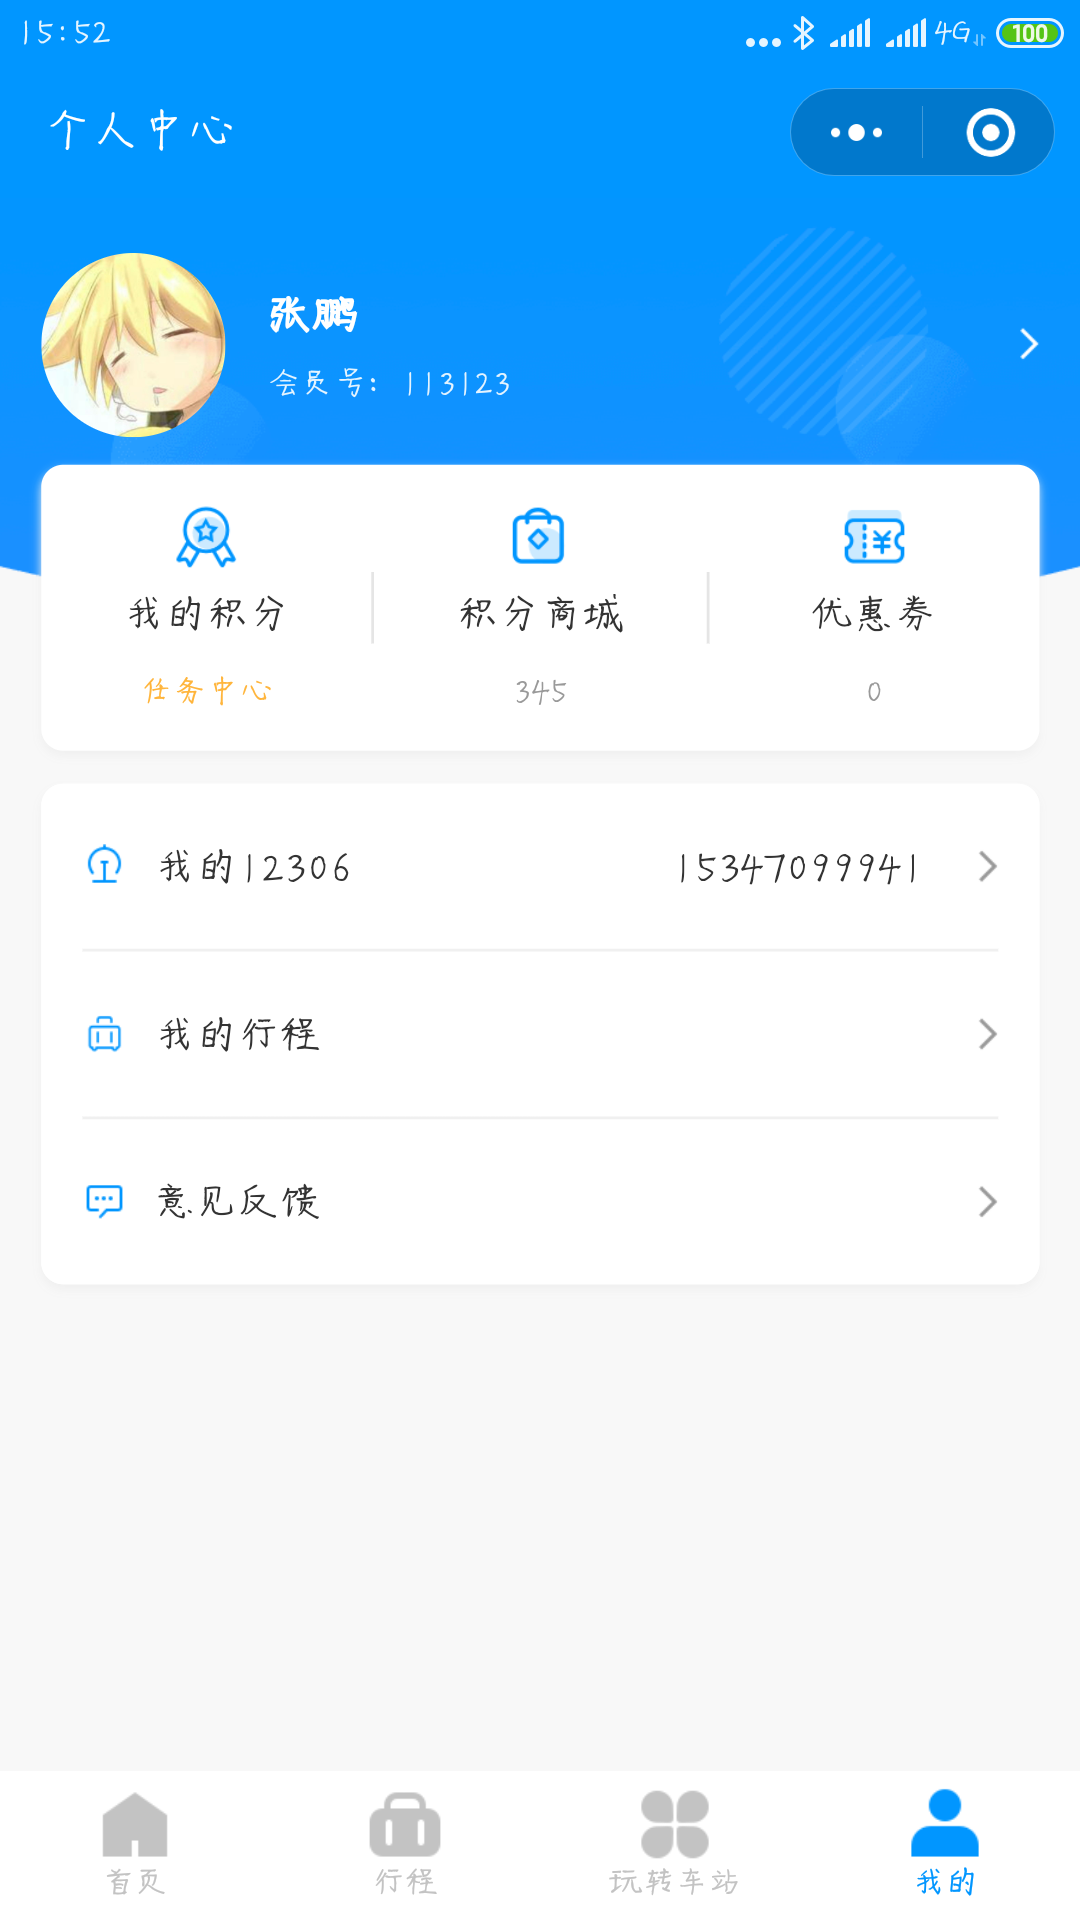 15:52
4G 100
个人中心
张鹏
会员号: 113123
我的积分 积分商城 优惠券
任务中心 345 0
我的12306 15347099941
我的行程
意见反馈
首页 行程 玩转车站 我的